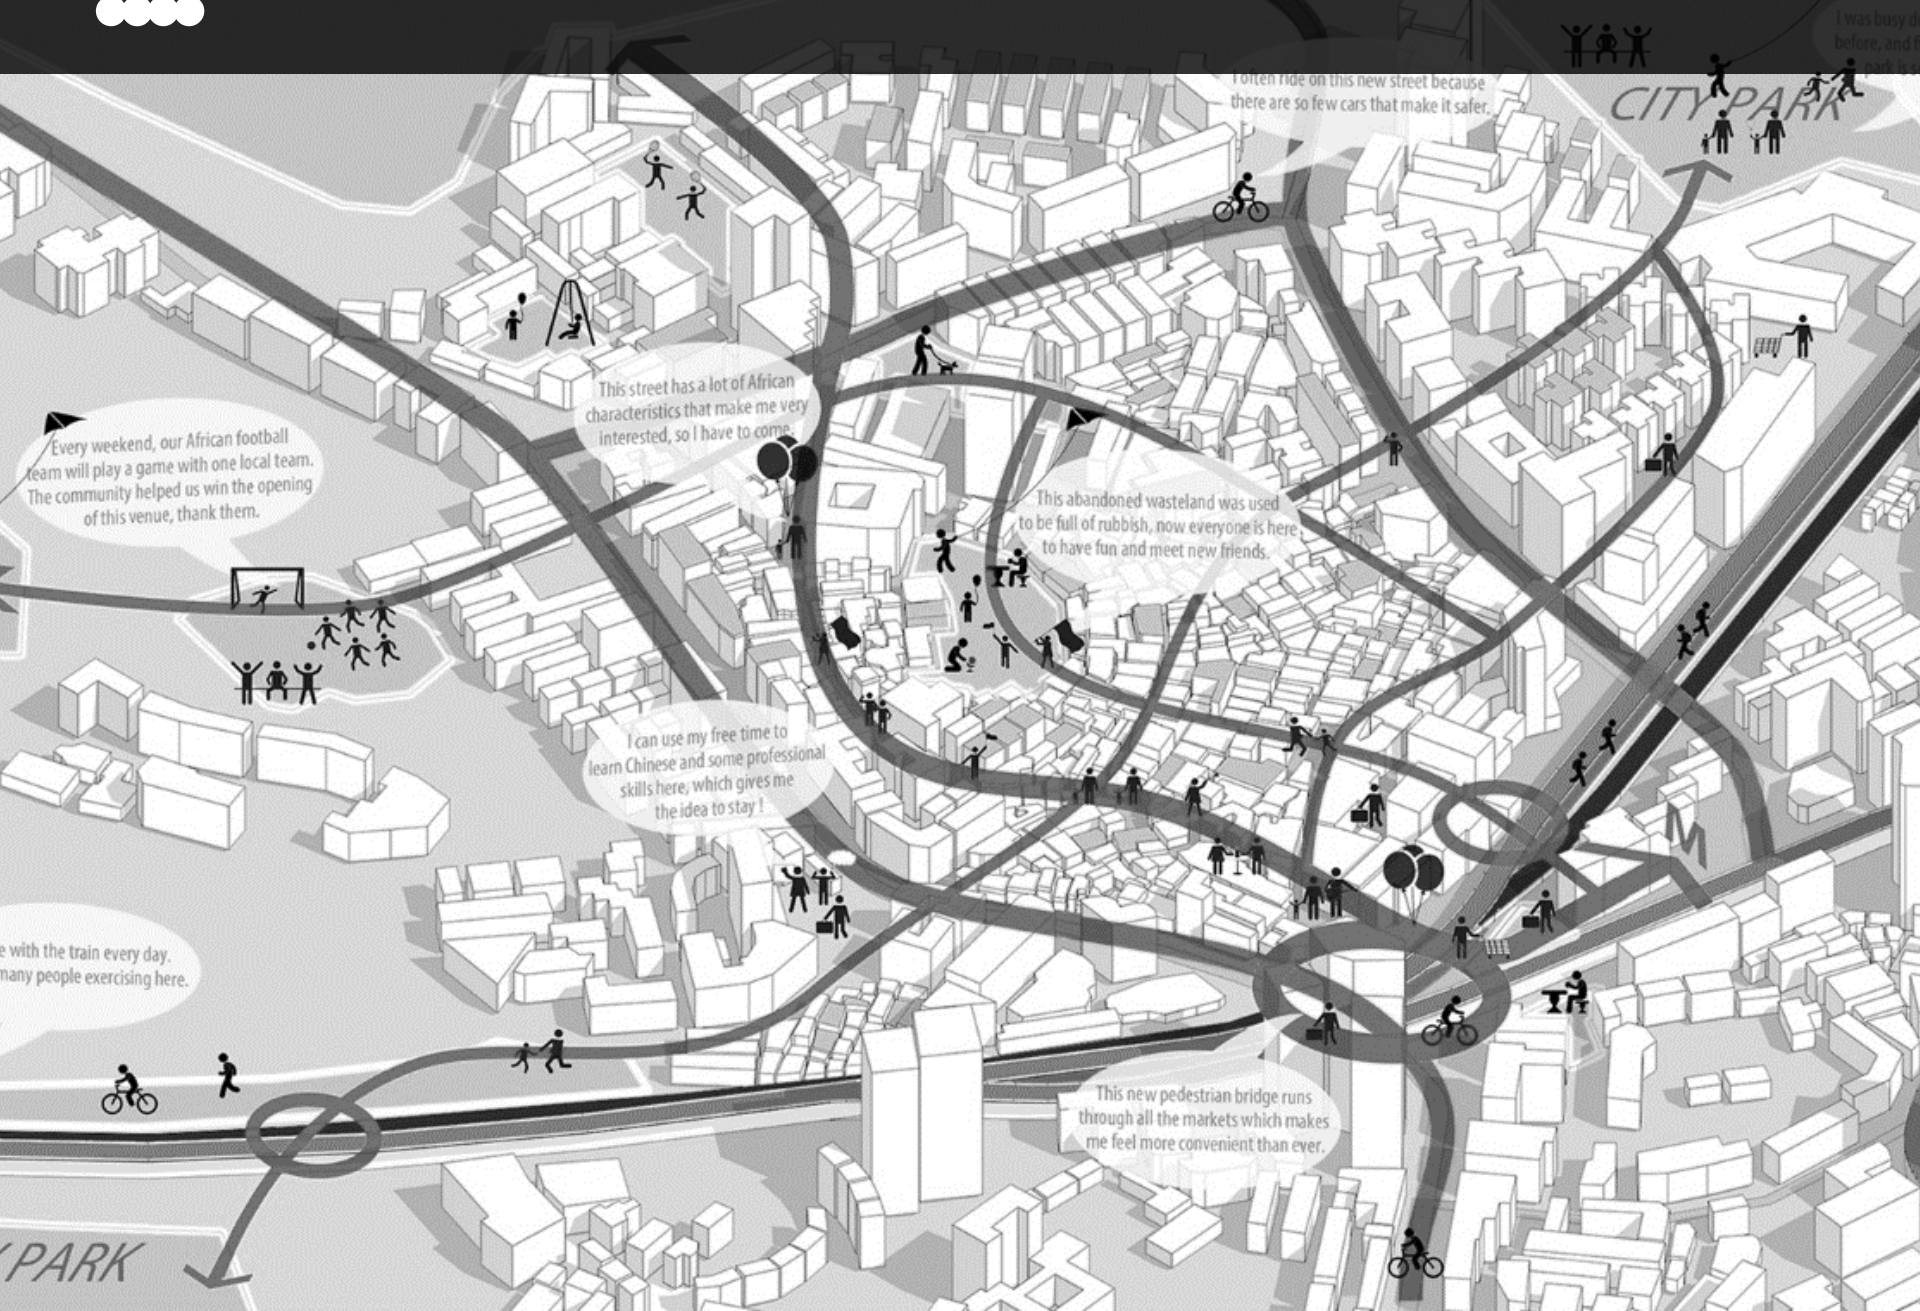 I was busy
before, and
park is
I often ride on this new street because
there are so few cars that make it safer.
CITY PARK
This street has a lot of African
characteristics that make me very
interested, so I have to come.
Every weekend, our African football
team will play a game with one local team.
The community helped us win the opening
of this venue, thank them.
This abandoned wasteland was used
to be full of rubbish, now everyone is here
to have fun and meet new friends.
I can use my free time to
learn Chinese and some professional
skills here, which gives me
the idea to stay !
M
with the train every day.
many people exercising here.
This new pedestrian bridge runs
through all the markets which makes
me feel more convenient than ever.
PARK